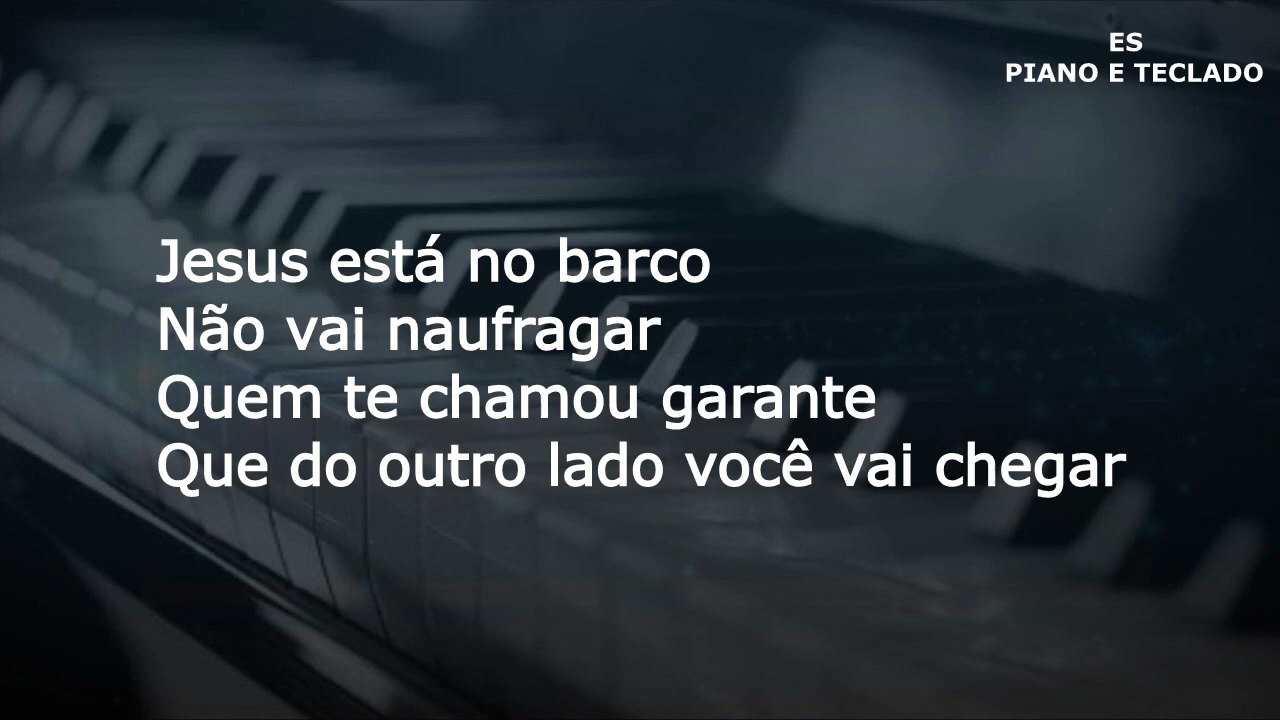 ES
PIANO E TECLADO
Jesus está no barco
Não vai naufragar
Quem te chamou garante
Que do outro lado você vai chegar